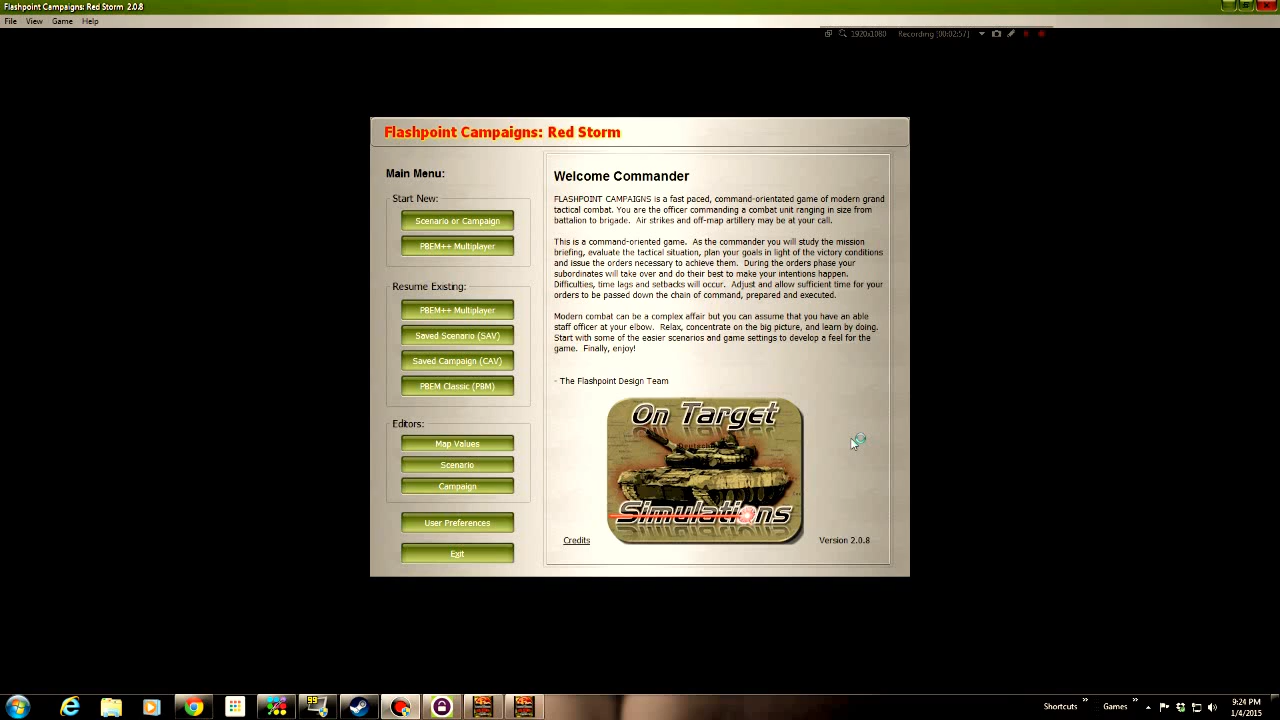 Flashpoint Campaigns: Red Storm 2.0.8
File View Game Help
1920x1080 Recording [00:02:57]
Flashpoint Campaigns: Red Storm
Main Menu:
Start New:
Scenario or Campaign
PBEM++ Multiplayer
Resume Existing:
PBEM++ Multiplayer
Saved Scenario (SAV)
Saved Campaign (CAV)
PBEM Classic (PBM)
Editors:
Map Values
Scenario
Campaign
User Preferences
Exit
Welcome Commander
FLASHPOINT CAMPAIGNS is a fast paced, command-orientated game of modern grand
tactical combat. You are the officer commanding a combat unit ranging in size from
battalion to brigade. Air strikes and off-map artillery may be at your call.
This is a command-oriented game. As the commander you will study the mission
briefing, evaluate the tactical situation, plan your goals in light of the victory conditions
and issue the orders necessary to achieve them. During the orders phase your
subordinates will take over and do their best to make your intentions happen.
Difficulties, time lags and setbacks will occur. Adjust and allow sufficient time for your
orders to be passed down the chain of command, prepared and executed.
Modern combat can be a complex affair but you can assume that you have an able
staff officer at your elbow. Relax, concentrate on the big picture, and learn by doing.
Start with some of the easier scenarios and game settings to develop a feel for the
game. Finally, enjoy!
- The Flashpoint Design Team
On Target
Simulations
Credits
Version 2.0.8
99
Shortcuts
Games
9:24 PM
1/4/2015